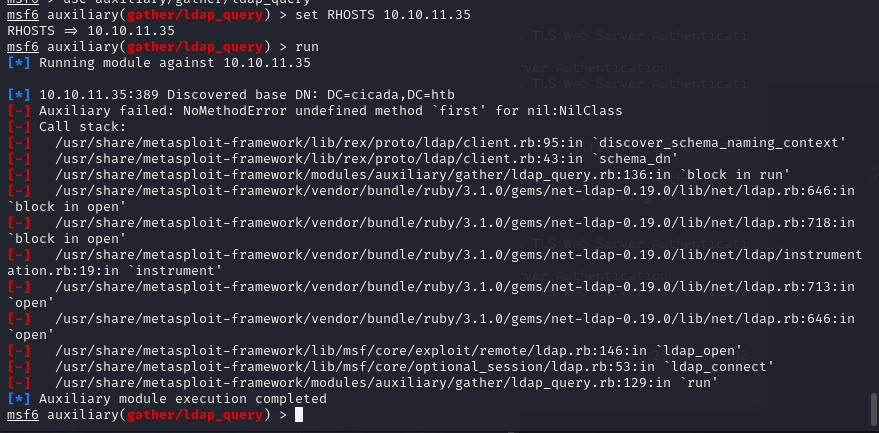 msf6 > use auxiliary/gather/ldap_query
msf6 auxiliary(gather/ldap_query) > set RHOSTS 10.10.11.35
RHOSTS => 10.10.11.35
msf6 auxiliary(gather/ldap_query) > run
[*] Running module against 10.10.11.35
[*] 10.10.11.35:389 Discovered base DN: DC=cicada,DC=htb
[-] Auxiliary failed: NoMethodError undefined method `first' for nil:NilClass
[-] Call stack:
[-]   /usr/share/metasploit-framework/lib/rex/proto/ldap/client.rb:95:in `discover_schema_naming_context'
[-]   /usr/share/metasploit-framework/lib/rex/proto/ldap/client.rb:43:in `schema_dn'
[-]   /usr/share/metasploit-framework/modules/auxiliary/gather/ldap_query.rb:136:in `block in run'
[-]   /usr/share/metasploit-framework/vendor/bundle/ruby/3.1.0/gems/net-ldap-0.19.0/lib/net/ldap.rb:646:in
`block in open'
[-]   /usr/share/metasploit-framework/vendor/bundle/ruby/3.1.0/gems/net-ldap-0.19.0/lib/net/ldap.rb:718:in
`block in open'
[-]   /usr/share/metasploit-framework/vendor/bundle/ruby/3.1.0/gems/net-ldap-0.19.0/lib/net/ldap/instrument
ation.rb:19:in `instrument'
[-]   /usr/share/metasploit-framework/vendor/bundle/ruby/3.1.0/gems/net-ldap-0.19.0/lib/net/ldap.rb:713:in
`open'
[-]   /usr/share/metasploit-framework/vendor/bundle/ruby/3.1.0/gems/net-ldap-0.19.0/lib/net/ldap.rb:646:in
`open'
[-]   /usr/share/metasploit-framework/lib/msf/core/exploit/remote/ldap.rb:146:in `ldap_open'
[-]   /usr/share/metasploit-framework/lib/msf/core/optional_session/ldap.rb:53:in `ldap_connect'
[-]   /usr/share/metasploit-framework/modules/auxiliary/gather/ldap_query.rb:129:in `run'
[*] Auxiliary module execution completed
msf6 auxiliary(gather/ldap_query) >